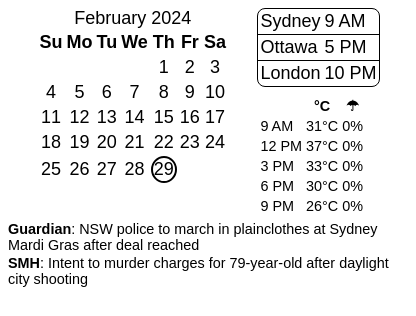 February 2024
Su Mo Tu We Th Fr Sa
1 2 3
4 5 6 7 8 9 10
11 12 13 14 15 16 17
18 19 20 21 22 23 24
25 26 27 28 29
Sydney 9 AM
Ottawa 5 PM
London 10 PM
°C ☂
9 AM 31°C 0%
12 PM 37°C 0%
3 PM 33°C 0%
6 PM 30°C 0%
9 PM 26°C 0%
Guardian: NSW police to march in plainclothes at Sydney
Mardi Gras after deal reached
SMH: Intent to murder charges for 79-year-old after daylight
city shooting